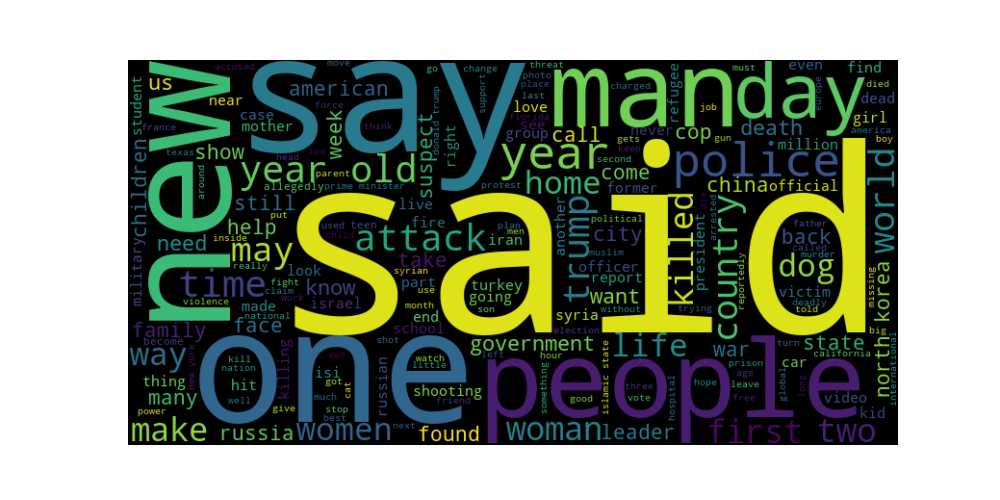 said
new
say
one
people
man
day
year
old
year
police
attack
home
time
may
way
make
russia
women
found
woman
leader
first
two
life
government
trump
killed
country
world
dog
china
official
death
million
cop
call
come
former
us
near
american
case
mother
show
week
suspect
right
love
see
group
never
even
find
dead
girl
boy
died
must
job
gun
threat
photo
place
last
florida
charged
europe
america
refugee
student
children
military
france
texas
accused
law
move
force
think
head
go
change
support
donald trump
parent
prime minister
allegedly
around
still
need
help
put
inside
really
look
know
live
fire
used teen
child
plan
men
protest
second
gets
keep
another
political
muslim
city
officer
report
without
want
president
arrested
reportedly
father
called
murder
back
victim
deadly
told
missing
north korea
big
international
state
california
car
turn
war
prison
age
leave
hope
free
global
long
video
kid
trying
election
islamic state
three
vote
hospital
good
something
hour
left
syria
turkey
going
son
iran
take
part
syrian
use
month
end
school
israel
claim
fight
work
made
national
violence
family
face
become
thing
many
power
new york
kill
nation
hit
well
give
killing
set
isi
got
shot
cat
much
stop
best
next
friend
russian
watch
little
shooting